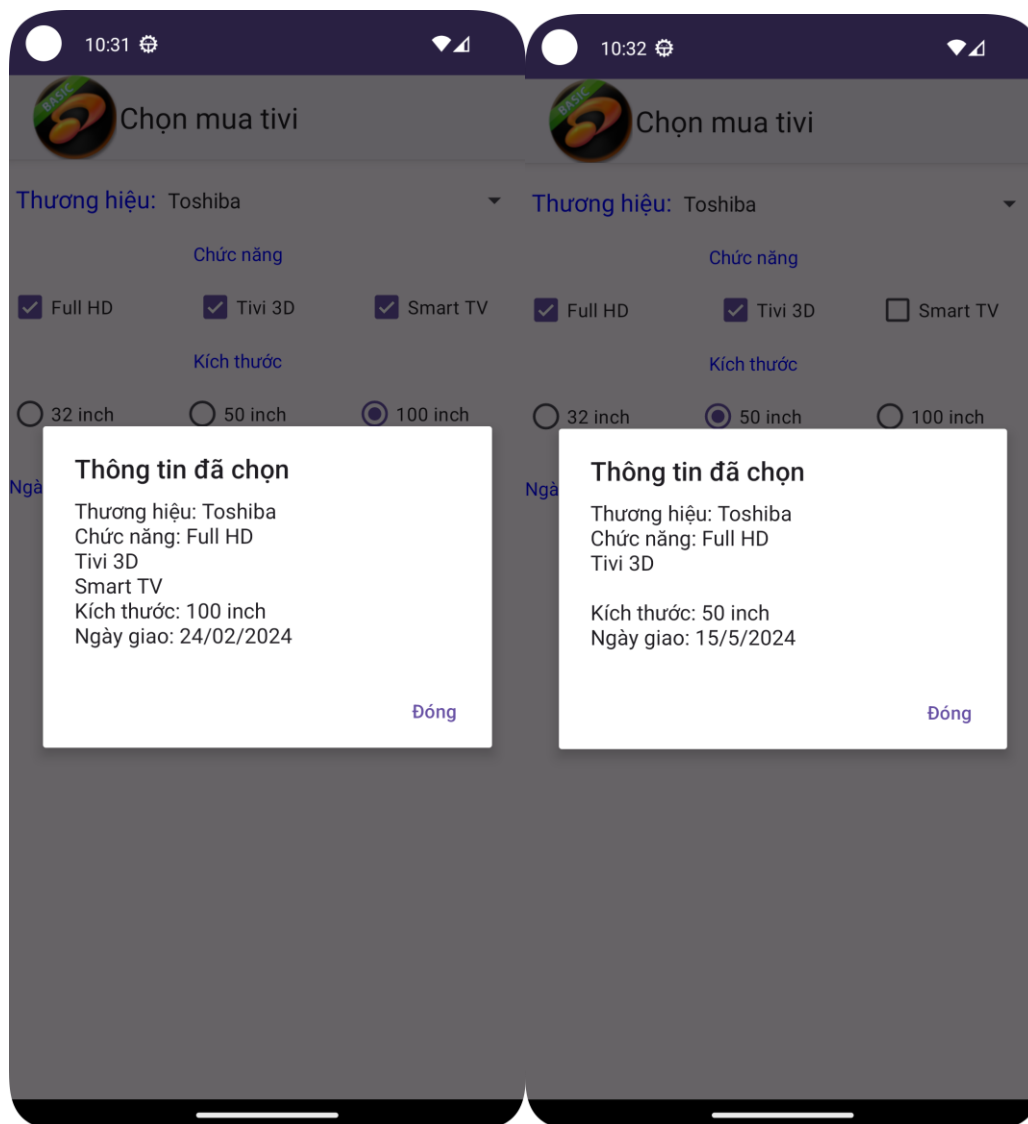 10:31
BASIC
Chọn mua tivi
Thương hiệu: Toshiba
Chức năng
Full HD Tivi 3D Smart TV
Kích thước
32 inch 50 inch 100 inch
Ngà
Thông tin đã chọn
Thương hiệu: Toshiba
Chức năng: Full HD
Tivi 3D
Smart TV
Kích thước: 100 inch
Ngày giao: 24/02/2024
Đóng
10:32
BASIC
Chọn mua tivi
Thương hiệu: Toshiba
Chức năng
Full HD Tivi 3D Smart TV
Kích thước
32 inch 50 inch 100 inch
Ngà
Thông tin đã chọn
Thương hiệu: Toshiba
Chức năng: Full HD
Tivi 3D
Kích thước: 50 inch
Ngày giao: 15/5/2024
Đóng